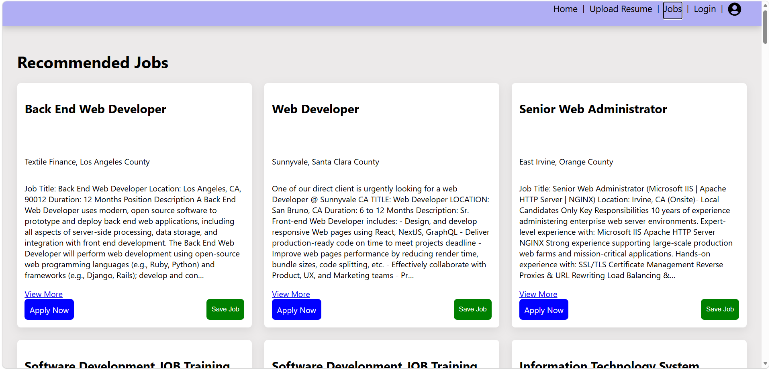 Home | Upload Resume | Jobs | Login |
Recommended Jobs
Back End Web Developer
Textile Finance, Los Angeles County
Job Title: Back End Web Developer Location: Los Angeles, CA,
90012 Duration: 12 Months Position Description A Back End
Web Developer uses modern, open source software to
prototype and deploy back end web applications, including
all aspects of server-side processing, data storage, and
integration with front end development. The Back End Web
Developer will perform web development using open-source
web programming languages (e.g., Ruby, Python) and
frameworks (e.g., Django, Rails); develop and con...
View More
Apply Now
Save Job
Web Developer
Sunnyvale, Santa Clara County
One of our direct client is urgently looking for a web
Developer @ Sunnyvale CA TITLE: Web Developer LOCATION:
San Bruno, CA Duration: 6 to 12 Months Description: Sr.
Front-end Web Developer includes: - Design, and develop
responsive Web pages using React, NextJS, GraphQL - Deliver
production-ready code on time to meet projects deadline -
Improve web pages performance by reducing render time,
bundle sizes, code splitting, etc. - Effectively collaborate with
Product, UX, and Marketing teams - Pr...
View More
Apply Now
Save Job
Senior Web Administrator
East Irvine, Orange County
Job Title: Senior Web Administrator (Microsoft IIS | Apache
HTTP Server | NGINX) Location: Irvine, CA (Onsite)- Local
Candidates Only Key Responsibilities 10 years of experience
administering enterprise web server environments. Expert-
level experience with: Microsoft IIS Apache HTTP Server
NGINX Strong experience supporting large-scale production
web farms and mission-critical applications. Hands-on
experience with: SSL/TLS Certificate Management Reverse
Proxies & URL Rewriting Load Balancing &...
View More
Apply Now
Save Job
Software Development JOB Training
Software Development JOB Training
Information Technology System